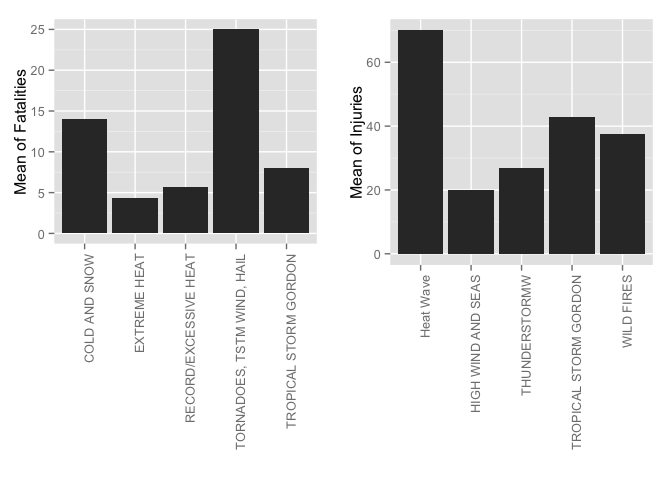 Mean of Fatalities
25
20
15
10
5
0
COLD AND SNOW
EXTREME HEAT
RECORD/EXCESSIVE HEAT
TORNADOES, TSTM WIND, HAIL
TROPICAL STORM GORDON
Mean of Injuries
60
40
20
0
Heat Wave
HIGH WIND AND SEAS
THUNDERSTORMW
TROPICAL STORM GORDON
WILD FIRES